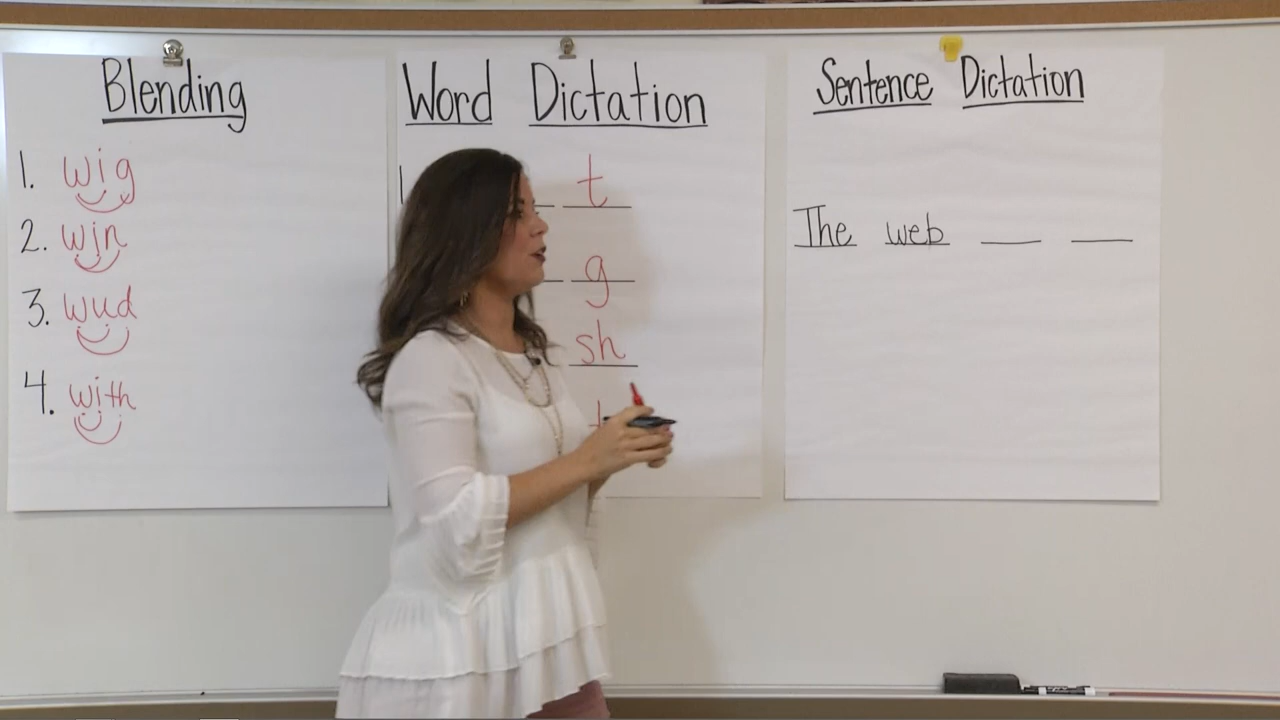 Blending
1. wig
2. win
3. wud
4. with
Word Dictation
t
g
sh
Sentence Dictation
The web